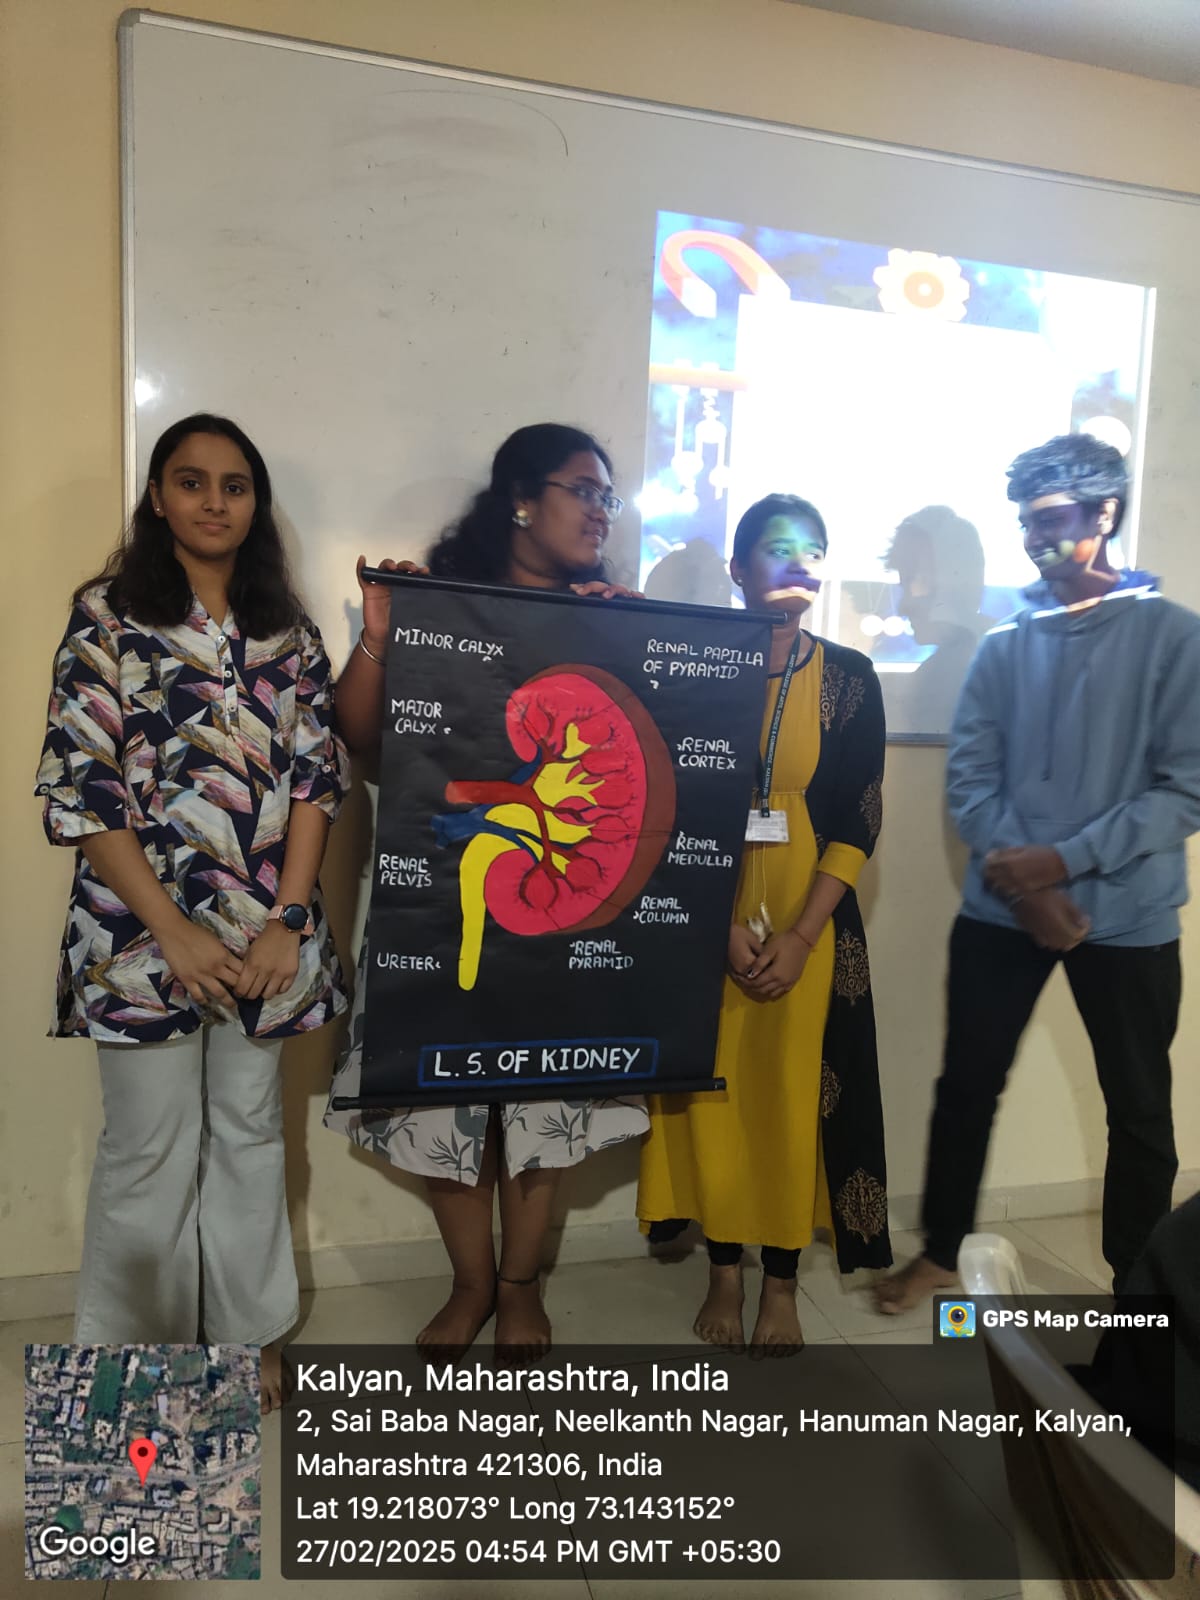 MINOR CALYX
RENAL PAPILLA
OF PYRAMID
MAJOR
CALYX
RENAL
CORTEX
RENAL
MEDULLA
RENAL
PELVIS
RENAL
COLUMN
URETER
RENAL
PYRAMID
L. S. OF KIDNEY
GPS Map Camera
Kalyan, Maharashtra, India
2, Sai Baba Nagar, Neelkanth Nagar, Hanuman Nagar, Kalyan,
Maharashtra 421306, India
Lat 19.218073° Long 73.143152°
27/02/2025 04:54 PM GMT +05:30
Google